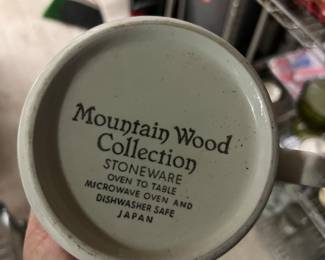 Mountain Wood
Collection
STONEWARE
OVEN TO TABLE
MICROWAVE OVEN AND
DISHWASHER SAFE
JAPAN